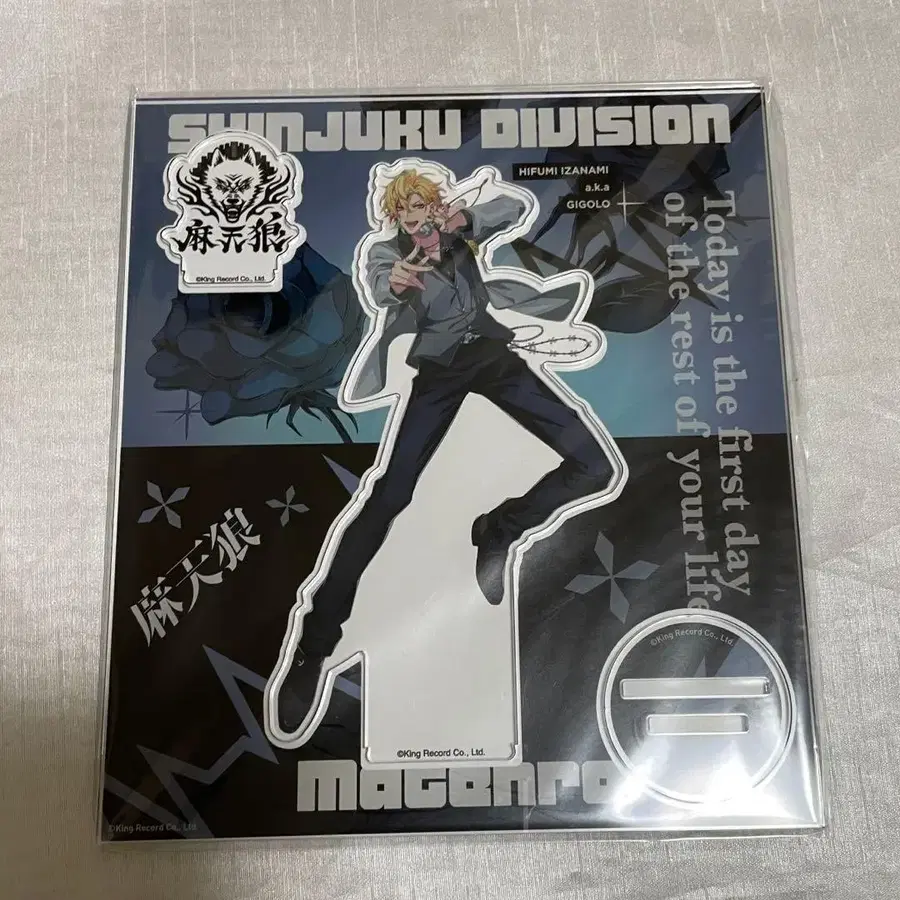 SHINJUKU DIVISION
HIFUMI IZANAMI
a.k.a
GIGOLO
麻天狼
©King Record Co., Ltd.
Today is the first day
of the rest of your life
麻天狼
©King Record Co., Ltd.
©King Record Co., Ltd.
Matenro
©King Record Co., Ltd.